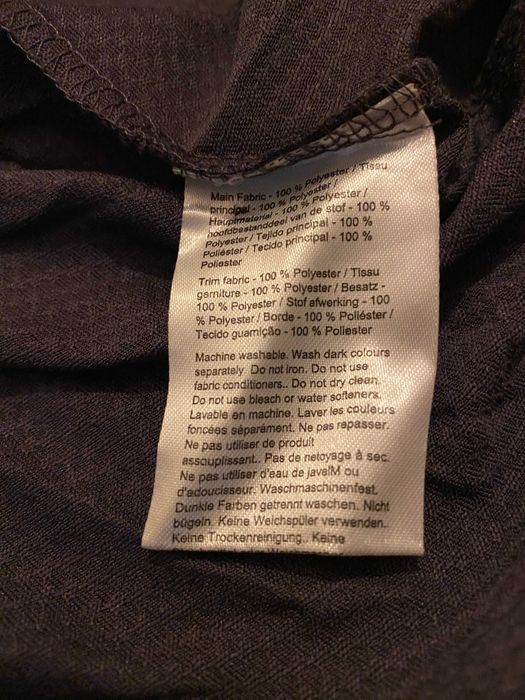 Main Fabric - 100 % Polyester / Tissu
principal - 100 % Polyester /
Hauptmaterial - 100 % Polyester /
hoofdbestanddeel van de stof - 100 %
Polyester / Tejido principal - 100 %
Poliéster / Tecido principal - 100 %
Poliester
Trim fabric - 100 % Polyester / Tissu
garniture - 100 % Polyester / Besatz -
100 % Polyester / Stof afwerking - 100
% Polyester / Borde - 100 % Poliéster /
Tecido guarnição - 100 % Poliester
Machine washable. Wash dark colours
separately. Do not iron. Do not use
fabric conditioners.. Do not dry clean.
Do not use bleach or water softeners.
Lavable en machine. Laver les couleurs
foncées séparément. Ne pas repasser.
Ne pas utiliser de produit
assouplissant.. Pas de netoyage à sec.
Ne pas utiliser d'eau de javelM ou
d'adoucisseur. Waschmaschinenfest.
Dunkle Farben getrennt waschen. Nicht
bügeln. Keine Weichspüler verwenden..
Keine Trockenreinigung.. Keine